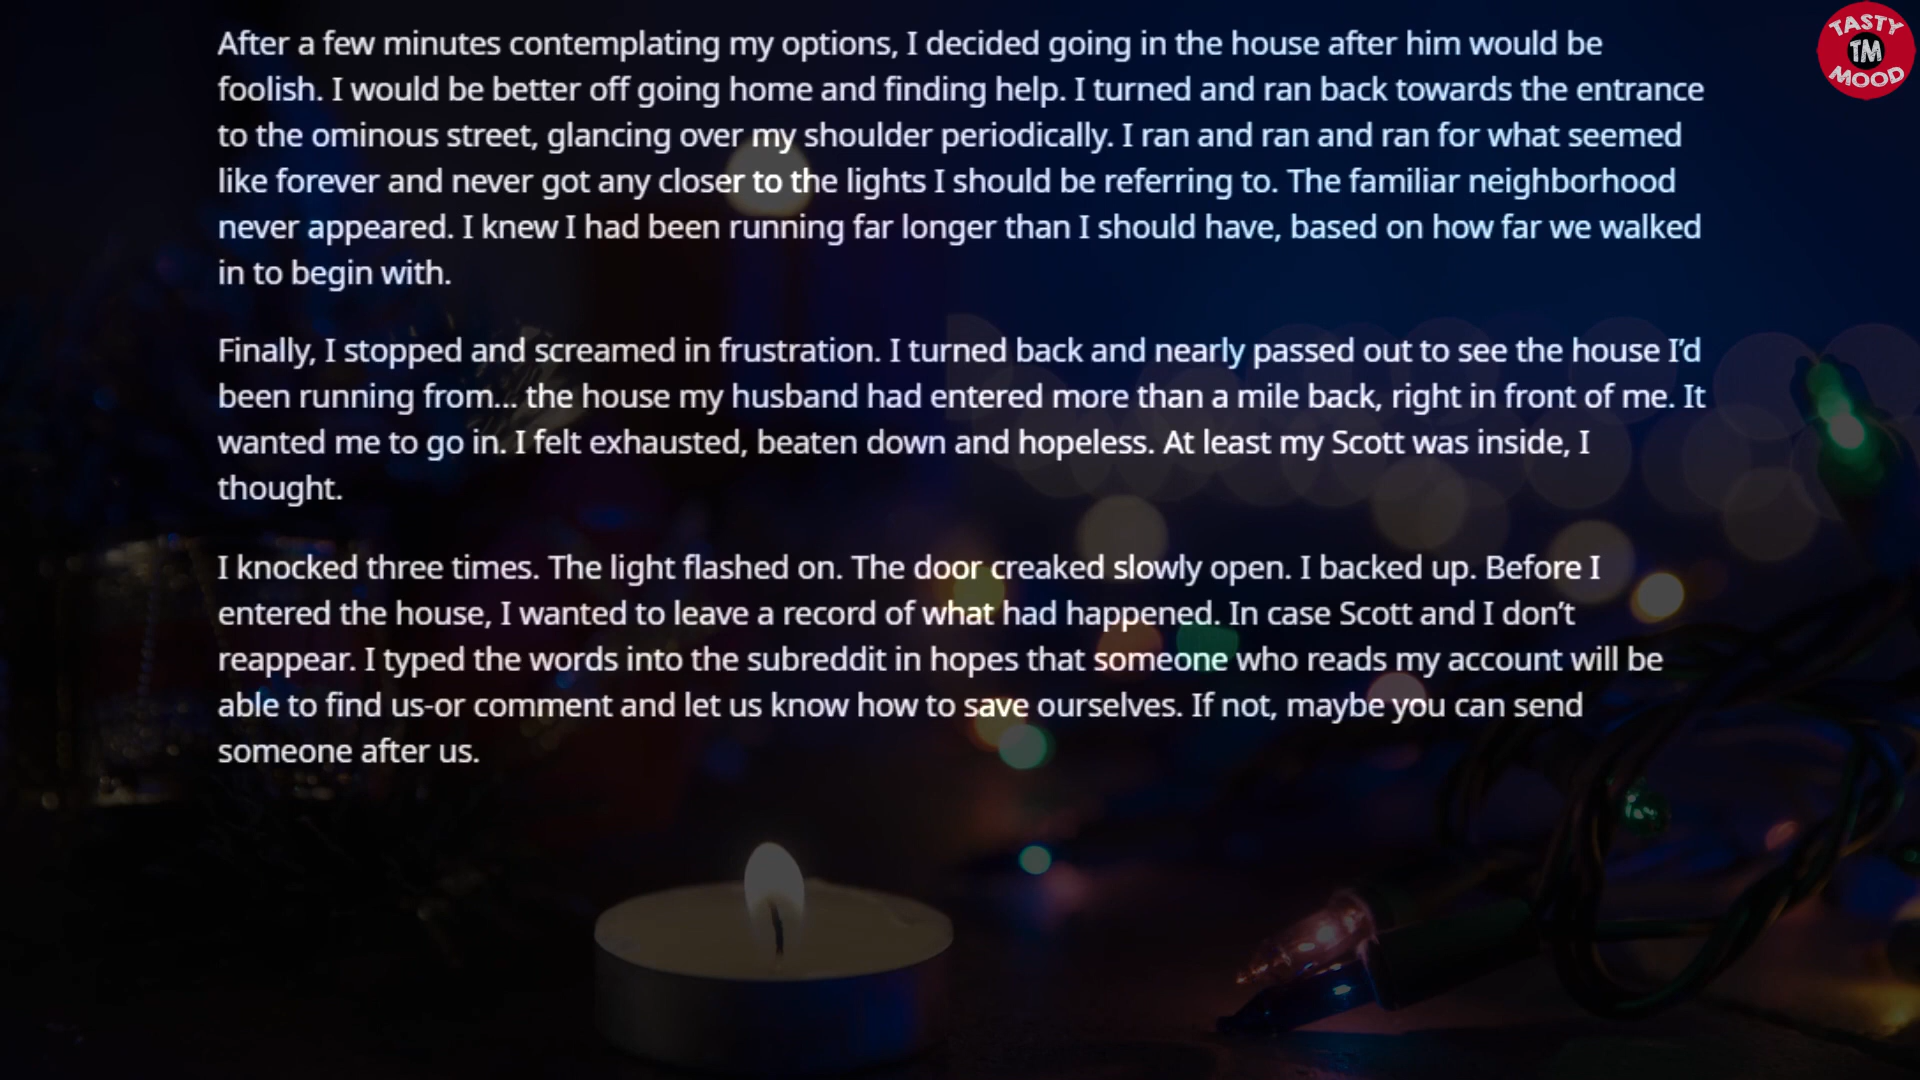 After a few minutes contemplating my options, I decided going in the house after him would be
foolish. I would be better off going home and finding help. I turned and ran back towards the entrance
to the ominous street, glancing over my shoulder periodically. I ran and ran and ran for what seemed
like forever and never got any closer to the lights I should be referring to. The familiar neighborhood
never appeared. I knew I had been running far longer than I should have, based on how far we walked
in to begin with.
Finally, I stopped and screamed in frustration. I turned back and nearly passed out to see the house I’d
been running from... the house my husband had entered more than a mile back, right in front of me. It
wanted me to go in. I felt exhausted, beaten down and hopeless. At least my Scott was inside, I
thought.
I knocked three times. The light flashed on. The door creaked slowly open. I backed up. Before I
entered the house, I wanted to leave a record of what had happened. In case Scott and I don’t
reappear. I typed the words into the subreddit in hopes that someone who reads my account will be
able to find us-or comment and let us know how to save ourselves. If not, maybe you can send
someone after us.
TASTY
TM
MOOD